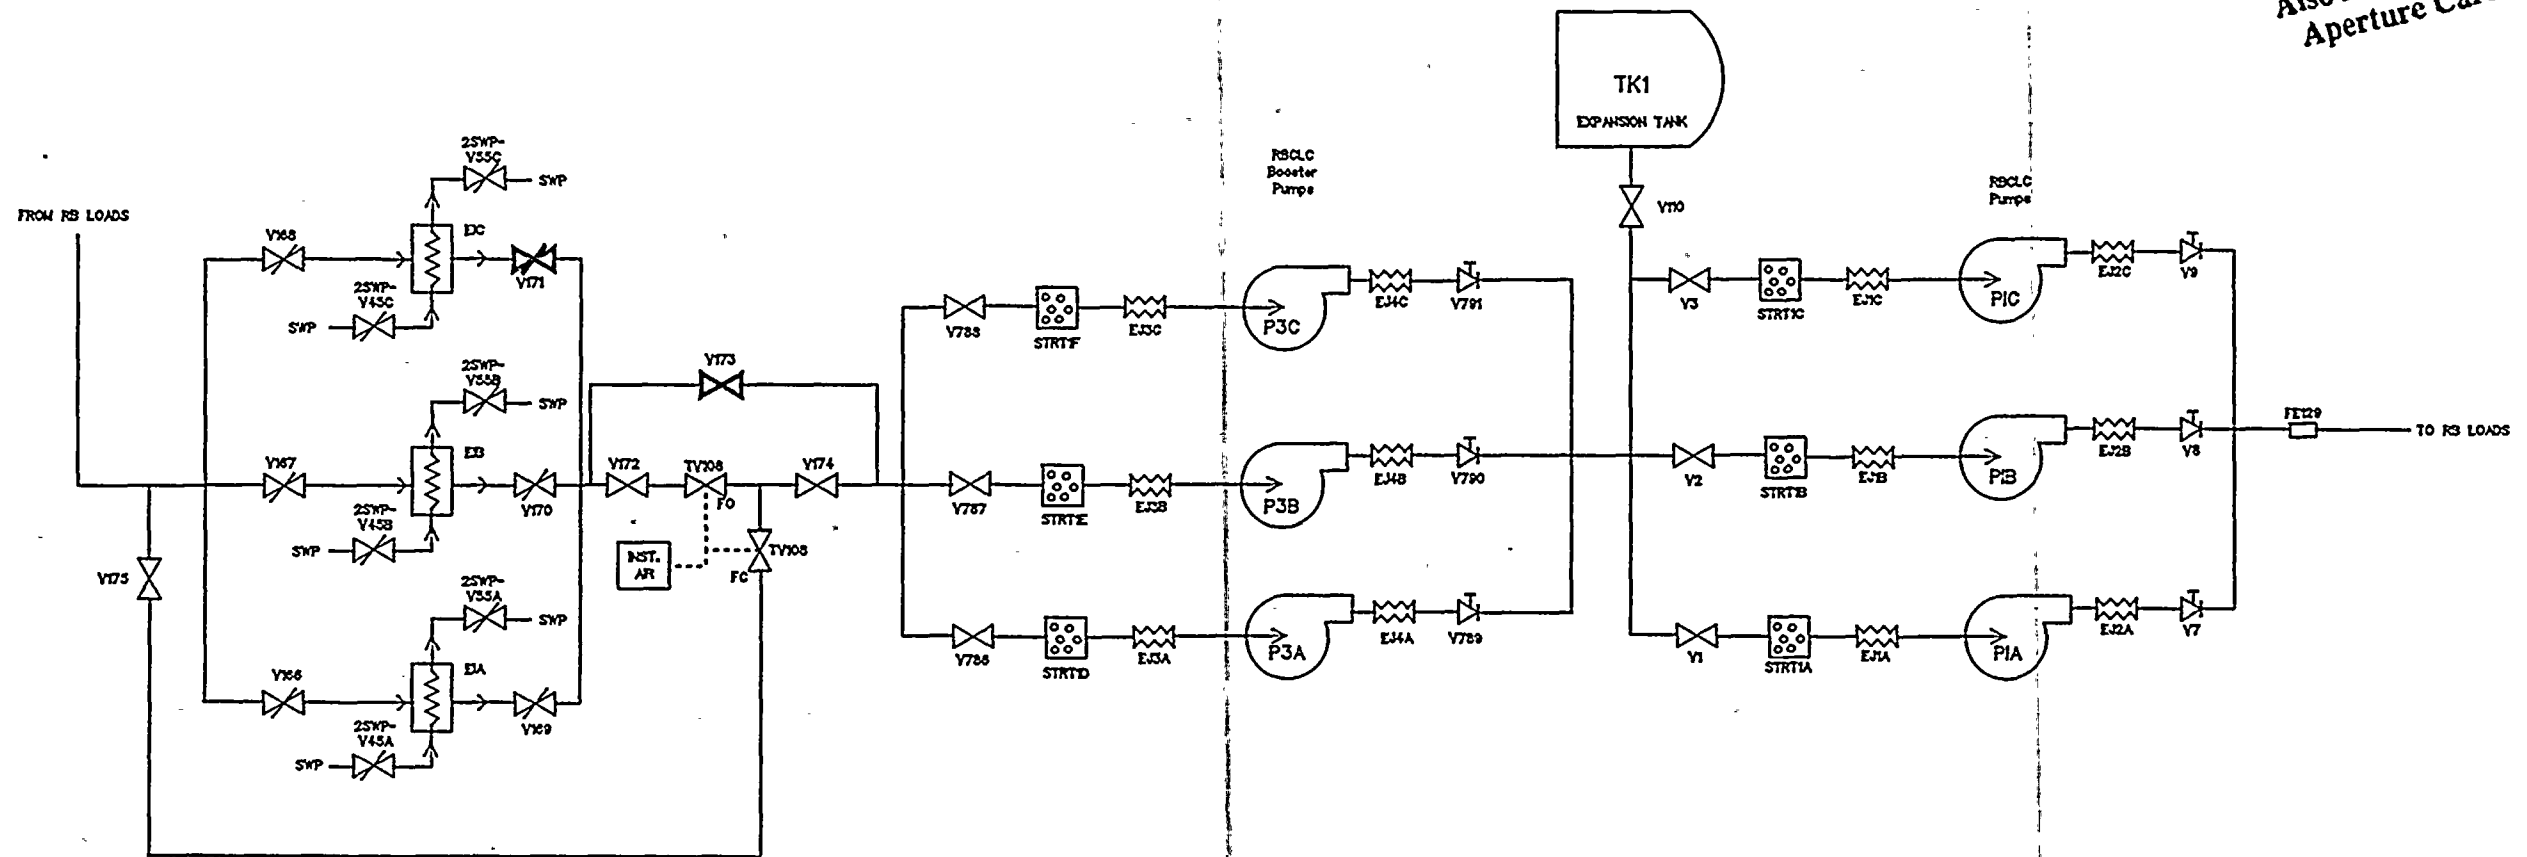 Aperture Card
TK1
EXPANSION TANK
RBCLC
Booster
Pumps
RBCLC
Pumps
FROM RB LOADS
2SWP-
V55C
SWP
V168
E1C
V171
2SWP-
V45C
SWP
2SWP-
V55B
SWP
V167
E1B
V170
2SWP-
V45B
SWP
2SWP-
V55A
SWP
V166
E1A
V169
2SWP-
V45A
SWP
V175
V173
V172
TV108
FO
V174
INST.
AIR
TV108
FC
V788
STRT1F
EJ3C
P3C
EJ4C
V791
V787
STRT1E
EJ3B
P3B
EJ4B
V790
V786
STRT1D
EJ3A
P3A
EJ4A
V789
V110
V3
STRT1C
EJ1C
P1C
EJ2C
V9
V2
STRT1B
EJ1B
P1B
EJ2B
V8
FE129
TO RB LOADS
V1
STRT1A
EJ1A
P1A
EJ2A
V7